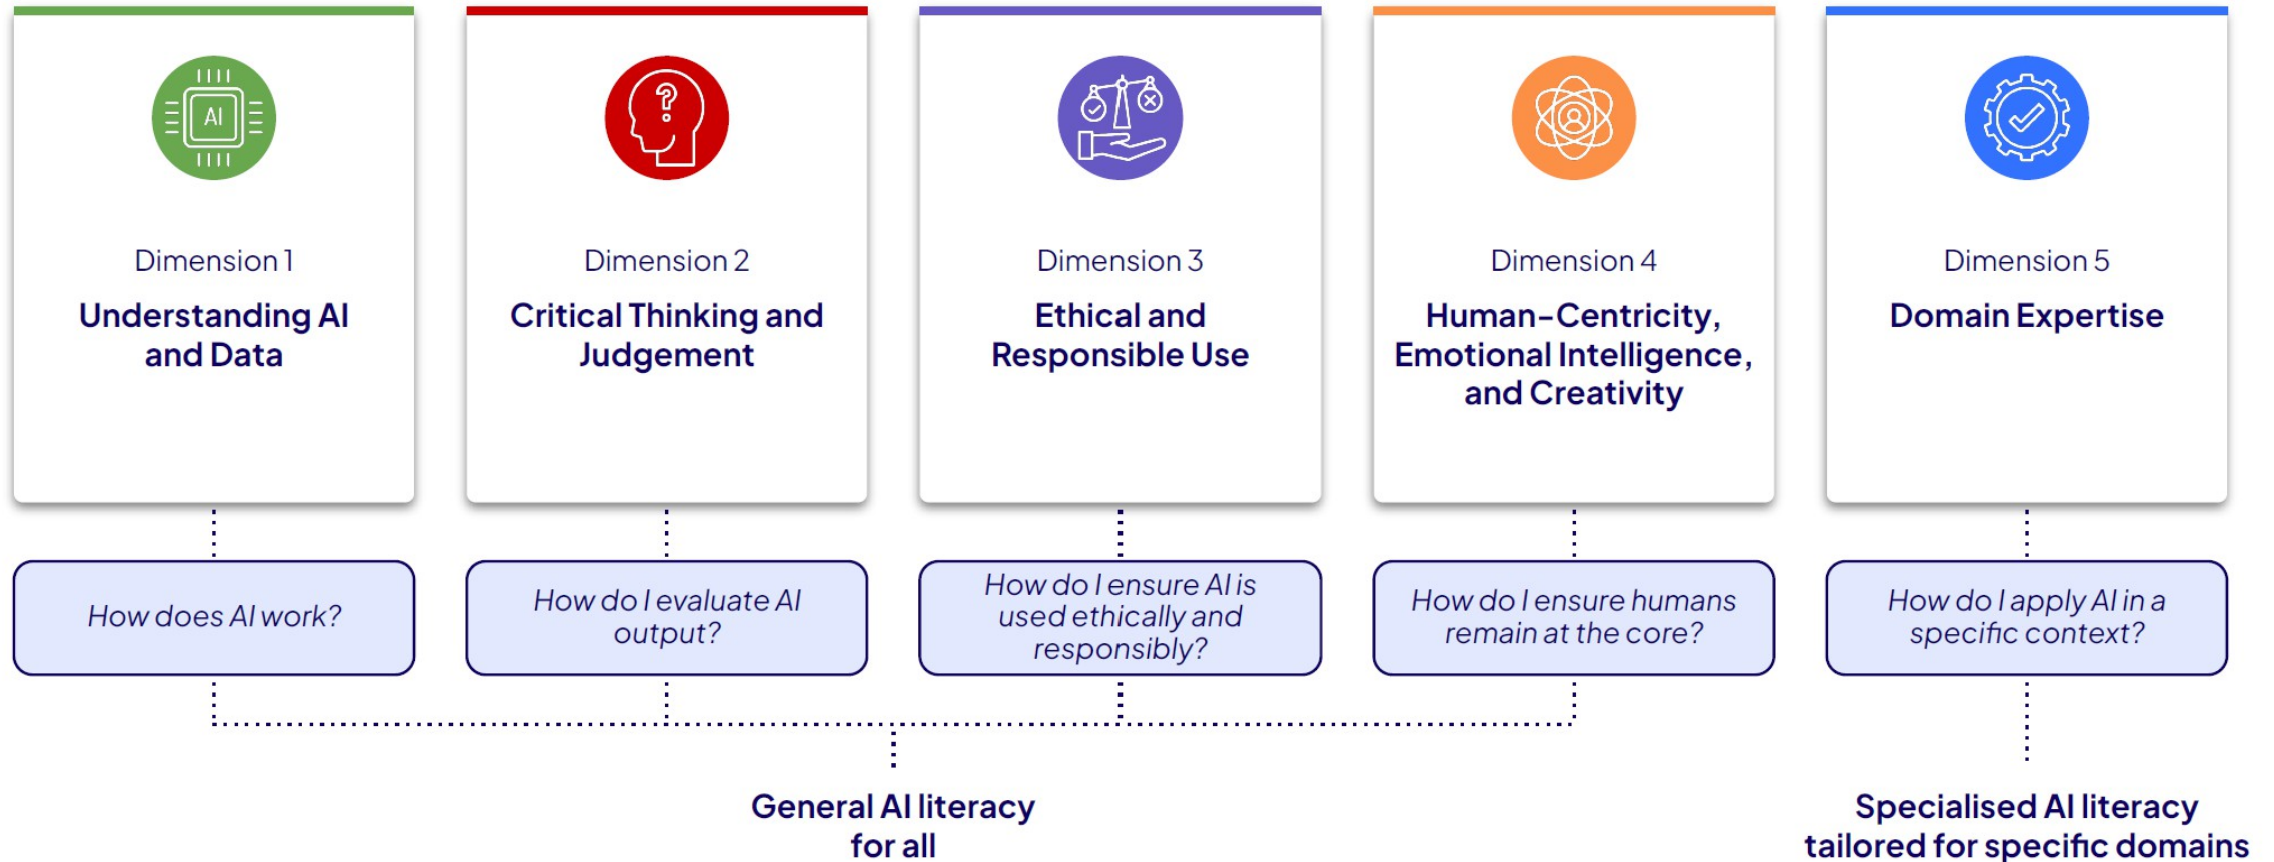 AI
?
Dimension 1
Understanding AI
and Data
How does AI work?
Dimension 2
Critical Thinking and
Judgement
How do I evaluate AI
output?
Dimension 3
Ethical and
Responsible Use
How do I ensure AI is
used ethically and
responsibly?
Dimension 4
Human-Centricity,
Emotional Intelligence,
and Creativity
How do I ensure humans
remain at the core?
Dimension 5
Domain Expertise
How do I apply AI in a
specific context?
General AI literacy
for all
Specialised AI literacy
tailored for specific domains